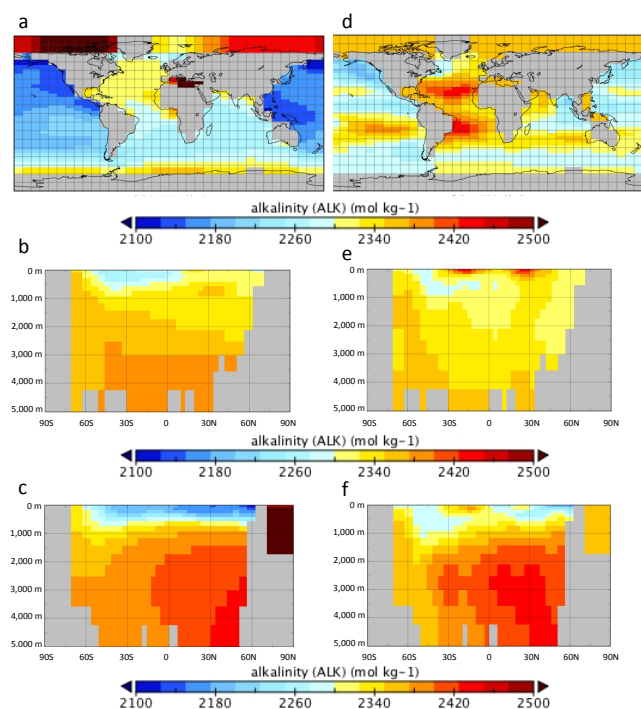 a d
alkalinity (ALK) (mol kg−1)
2100 2180 2260 2340 2420 2500
b e
0 m 0 m
1,000 m 1,000 m
2,000 m 2,000 m
3,000 m 3,000 m
4,000 m 4,000 m
5,000 m 5,000 m
90S 60S 30S 0 30N 60N 90N 90S 60S 30S 0 30N 60N 90N
alkalinity (ALK) (mol kg−1)
2100 2180 2260 2340 2420 2500
c f
0 m 0 m
1,000 m 1,000 m
2,000 m 2,000 m
3,000 m 3,000 m
4,000 m 4,000 m
5,000 m 5,000 m
90S 60S 30S 0 30N 60N 90N 90S 60S 30S 0 30N 60N 90N
alkalinity (ALK) (mol kg−1)
2100 2180 2260 2340 2420 2500